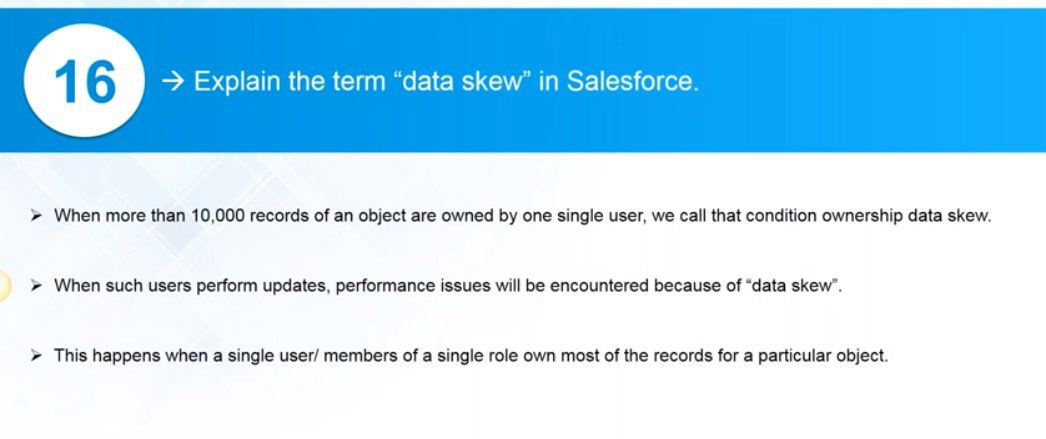 16
→ Explain the term “data skew” in Salesforce.
➢ When more than 10,000 records of an object are owned by one single user, we call that condition ownership data skew.
➢ When such users perform updates, performance issues will be encountered because of “data skew”.
➢ This happens when a single user/ members of a single role own most of the records for a particular object.